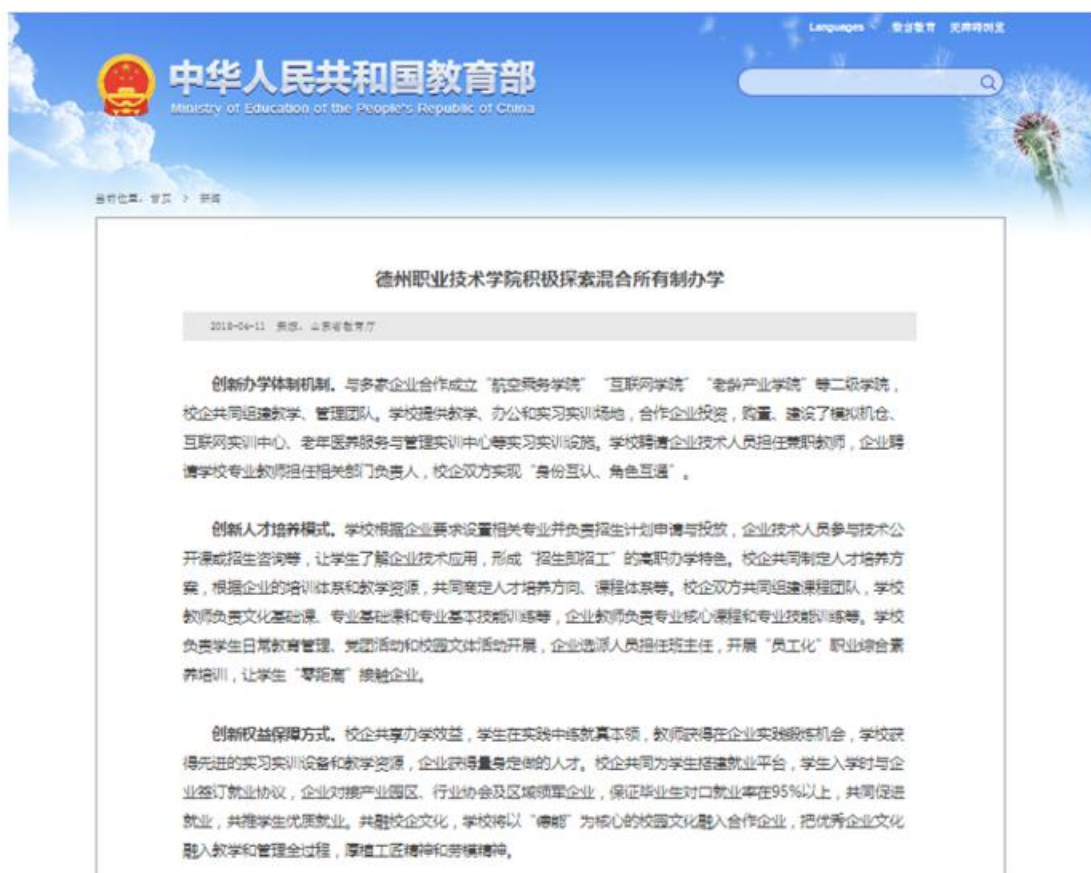 Languages 微言教育 无障碍浏览
中华人民共和国教育部
Ministry of Education of the People's Republic of China
当前位置：首页 > 新闻
德州职业技术学院积极探索混合所有制办学
2018-04-11 来源：山东省教育厅
创新办学体制机制。与多家企业合作成立“航空乘务学院”“互联网学院”“老龄产业学院”等二级学院，
校企共同组建教学、管理团队。学校提供教学、办公和实习实训场地，合作企业投资，购置、建设了模拟机仓、
互联网实训中心、老年医养服务与管理实训中心等实习实训设施。学校聘请企业技术人员担任兼职教师，企业聘
请学校专业教师担任相关部门负责人，校企双方实现“身份互认、角色互通”。
创新人才培养模式。学校根据企业要求设置相关专业并负责招生计划申请与投放，企业技术人员参与技术公
开课或招生咨询等，让学生了解企业技术应用，形成“招生即招工”的高职办学特色。校企共同制定人才培养方
案，根据企业的培训体系和教学资源，共同商定人才培养方向、课程体系等。校企双方共同组建课程团队，学校
教师负责文化基础课、专业基础课和专业基本技能训练等，企业教师负责专业核心课程和专业技能训练等。学校
负责学生日常教育管理、党团活动和校园文体活动开展，企业选派人员担任班主任，开展“员工化”职业综合素
养培训，让学生“零距离”接触企业。
创新权益保障方式。校企共享办学效益，学生在实践中练就真本领，教师获得在企业实践锻炼机会，学校获
得先进的实习实训设备和教学资源，企业获得量身定做的人才。校企共同为学生搭建就业平台，学生入学时与企
业签订就业协议，企业对接产业园区、行业协会及区域领军企业，保证毕业生对口就业率在95%以上，共同促进
就业，共推学生优质就业。共融校企文化，学校将以“德能”为核心的校园文化融入合作企业，把优秀企业文化
融入教学和管理全过程，厚植工匠精神和劳模精神。